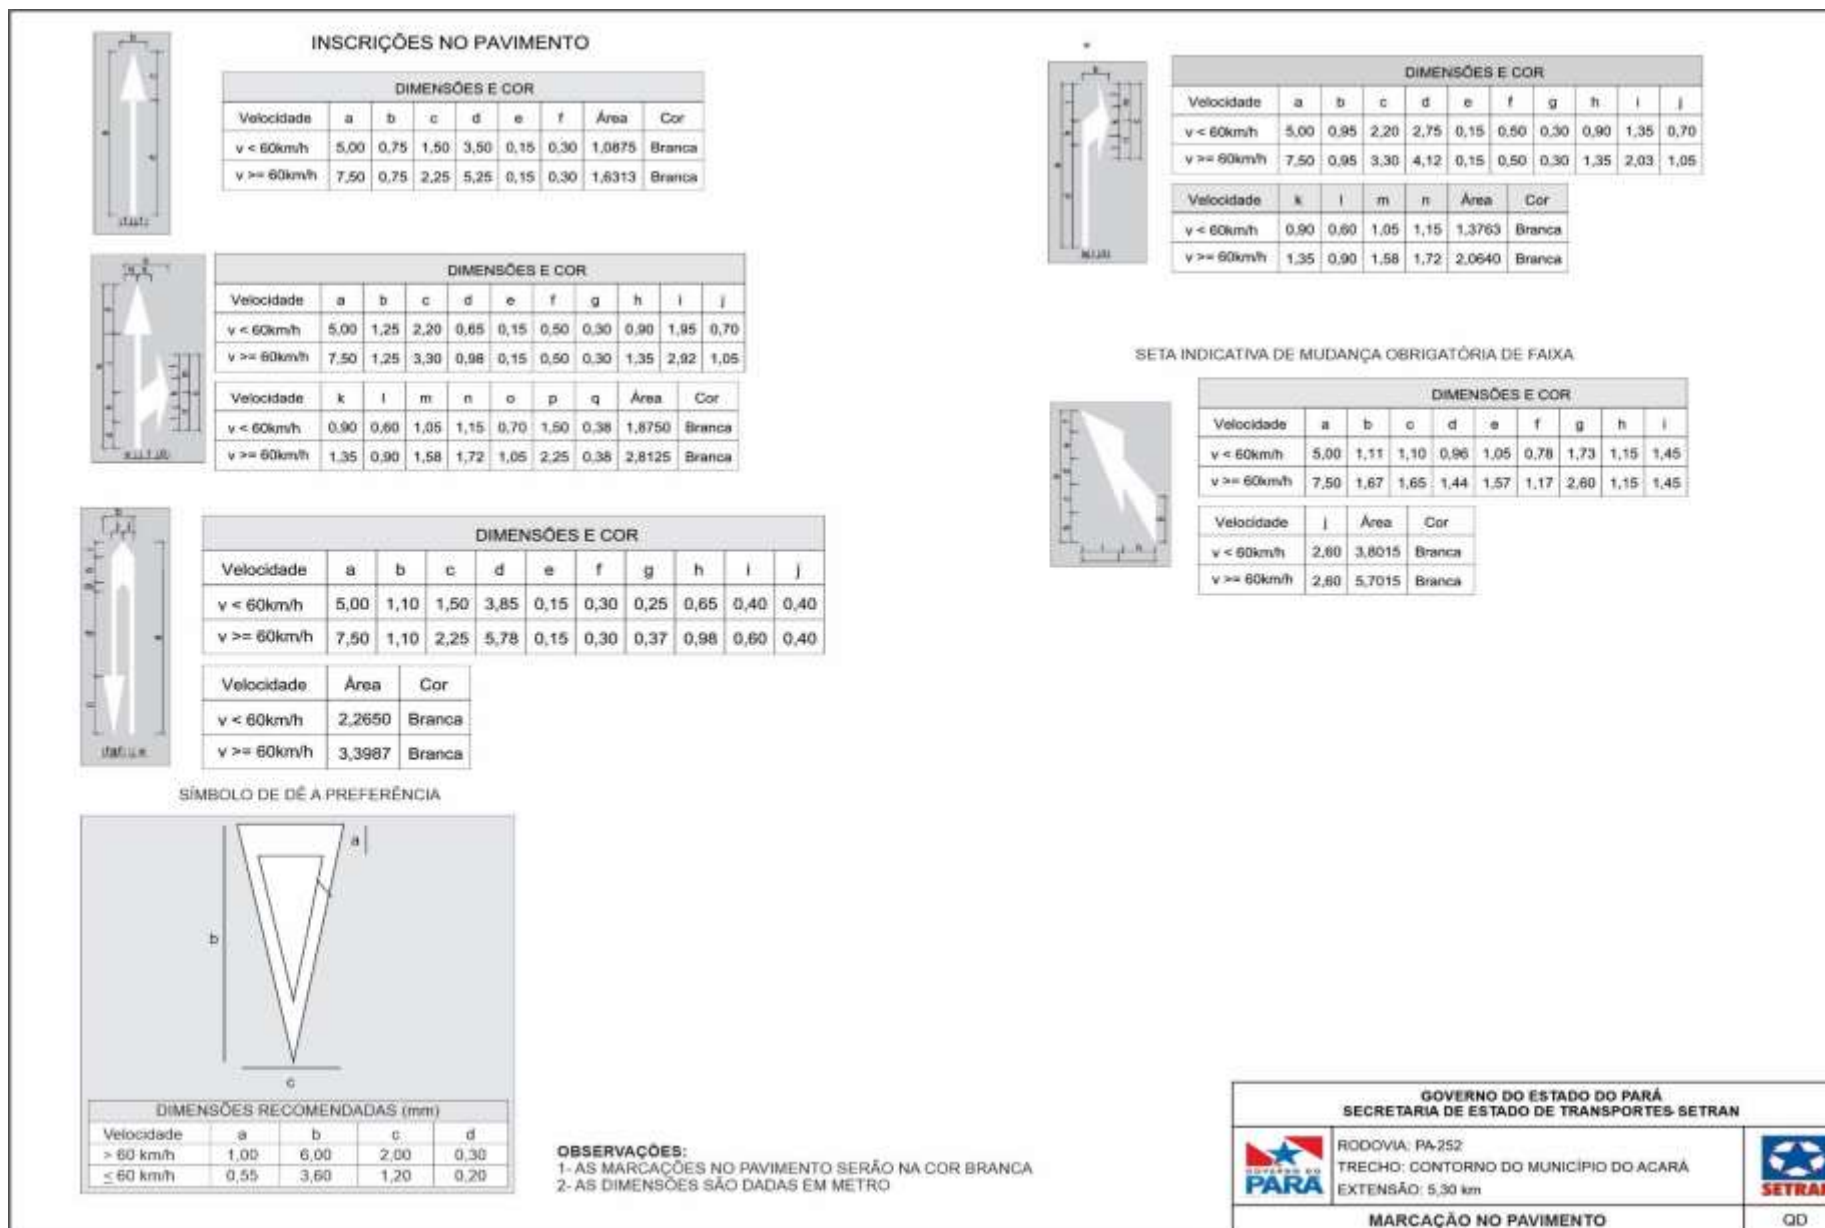 INSCRIÇÕES NO PAVIMENTO
DIMENSÕES E COR
Velocidade a b c d e f Área Cor
v < 60km/h 5,00 0,75 1,50 3,50 0,15 0,30 1,0875 Branca
v >= 60km/h 7,50 0,75 2,25 5,25 0,15 0,30 1,6313 Branca
DIMENSÕES E COR
Velocidade a b c d e f g h i j
v < 60km/h 5,00 1,25 2,20 0,65 0,15 0,50 0,30 0,90 1,95 0,70
v >= 60km/h 7,50 1,25 3,30 0,98 0,15 0,50 0,30 1,35 2,92 1,05
Velocidade k l m n o p q Área Cor
v < 60km/h 0,90 0,60 1,05 1,15 0,70 1,50 0,38 1,8750 Branca
v >= 60km/h 1,35 0,90 1,58 1,72 1,05 2,25 0,38 2,8125 Branca
DIMENSÕES E COR
Velocidade a b c d e f g h i j
v < 60km/h 5,00 1,10 1,50 3,85 0,15 0,30 0,25 0,65 0,40 0,40
v >= 60km/h 7,50 1,10 2,25 5,78 0,15 0,30 0,37 0,98 0,60 0,40
Velocidade Área Cor
v < 60km/h 2,2650 Branca
v >= 60km/h 3,3987 Branca
SÍMBOLO DE DÊ A PREFERÊNCIA
a
b
c
DIMENSÕES RECOMENDADAS (mm)
Velocidade a b c d
> 60 km/h 1,00 6,00 2,00 0,30
≤ 60 km/h 0,55 3,60 1,20 0,20
OBSERVAÇÕES:
1- AS MARCAÇÕES NO PAVIMENTO SERÃO NA COR BRANCA
2- AS DIMENSÕES SÃO DADAS EM METRO
DIMENSÕES E COR
Velocidade a b c d e f g h i j
v < 60km/h 5,00 0,95 2,20 2,75 0,15 0,50 0,30 0,90 1,35 0,70
v >= 60km/h 7,50 0,95 3,30 4,12 0,15 0,50 0,30 1,35 2,03 1,05
Velocidade k l m n Área Cor
v < 60km/h 0,90 0,60 1,05 1,15 1,3763 Branca
v >= 60km/h 1,35 0,90 1,58 1,72 2,0640 Branca
SETA INDICATIVA DE MUDANÇA OBRIGATÓRIA DE FAIXA
DIMENSÕES E COR
Velocidade a b c d e f g h i
v < 60km/h 5,00 1,11 1,10 0,96 1,05 0,78 1,73 1,15 1,45
v >= 60km/h 7,50 1,67 1,65 1,44 1,57 1,17 2,60 1,15 1,45
Velocidade j Área Cor
v < 60km/h 2,60 3,8015 Branca
v >= 60km/h 2,60 5,7015 Branca
GOVERNO DO ESTADO DO PARÁ
SECRETARIA DE ESTADO DE TRANSPORTES-SETRAN
GOVERNO DO
PARÁ
RODOVIA: PA-252
TRECHO: CONTORNO DO MUNICÍPIO DO ACARÁ
EXTENSÃO: 5,30 km
SETRAN
MARCAÇÃO NO PAVIMENTO
QD